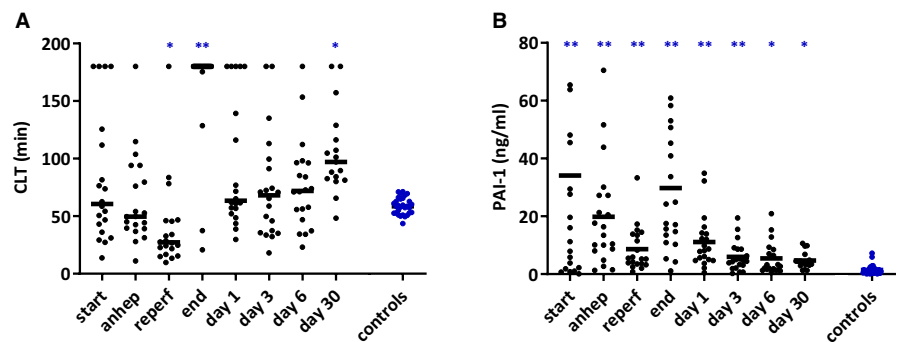 A
B
* ** *
** ** ** ** ** ** * *
200
150
100
50
0
CLT (min)
80
60
40
20
0
PAI-1 (ng/ml)
start anhep reperf end day 1 day 3 day 6 day 30 controls
start anhep reperf end day 1 day 3 day 6 day 30 controls